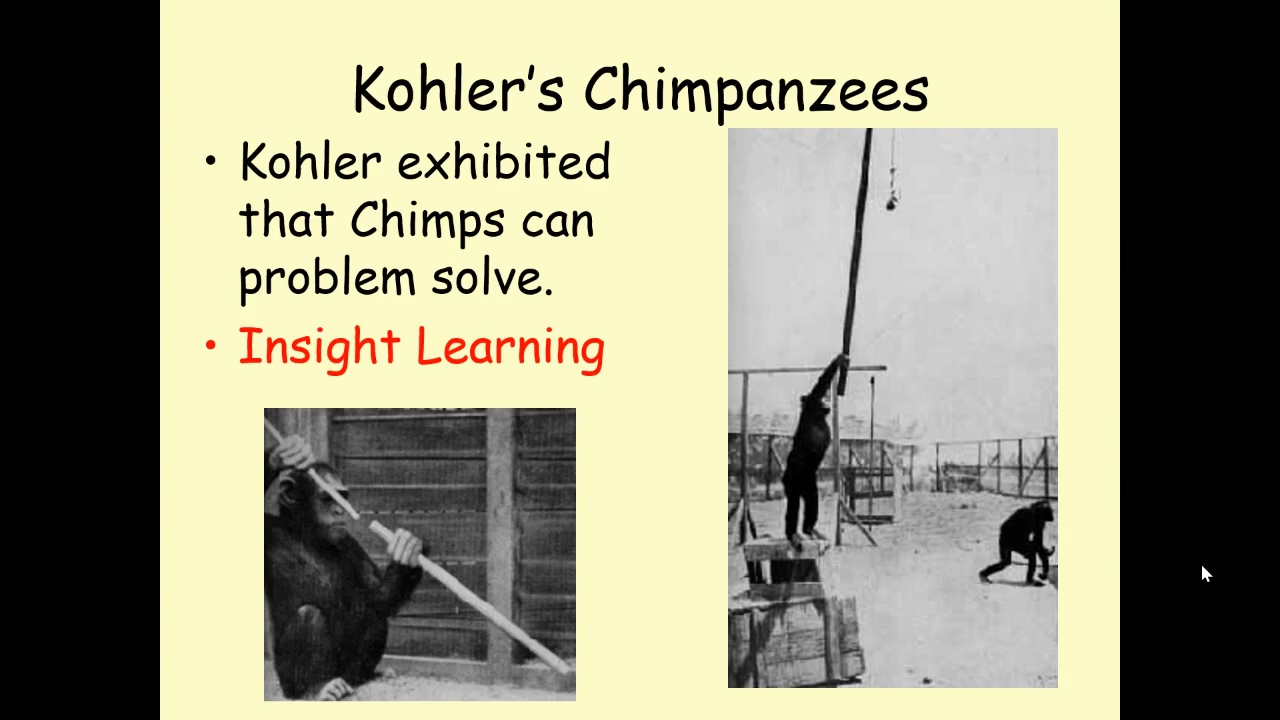 Kohler's Chimpanzees
• Kohler exhibited
that Chimps can
problem solve.
• Insight Learning